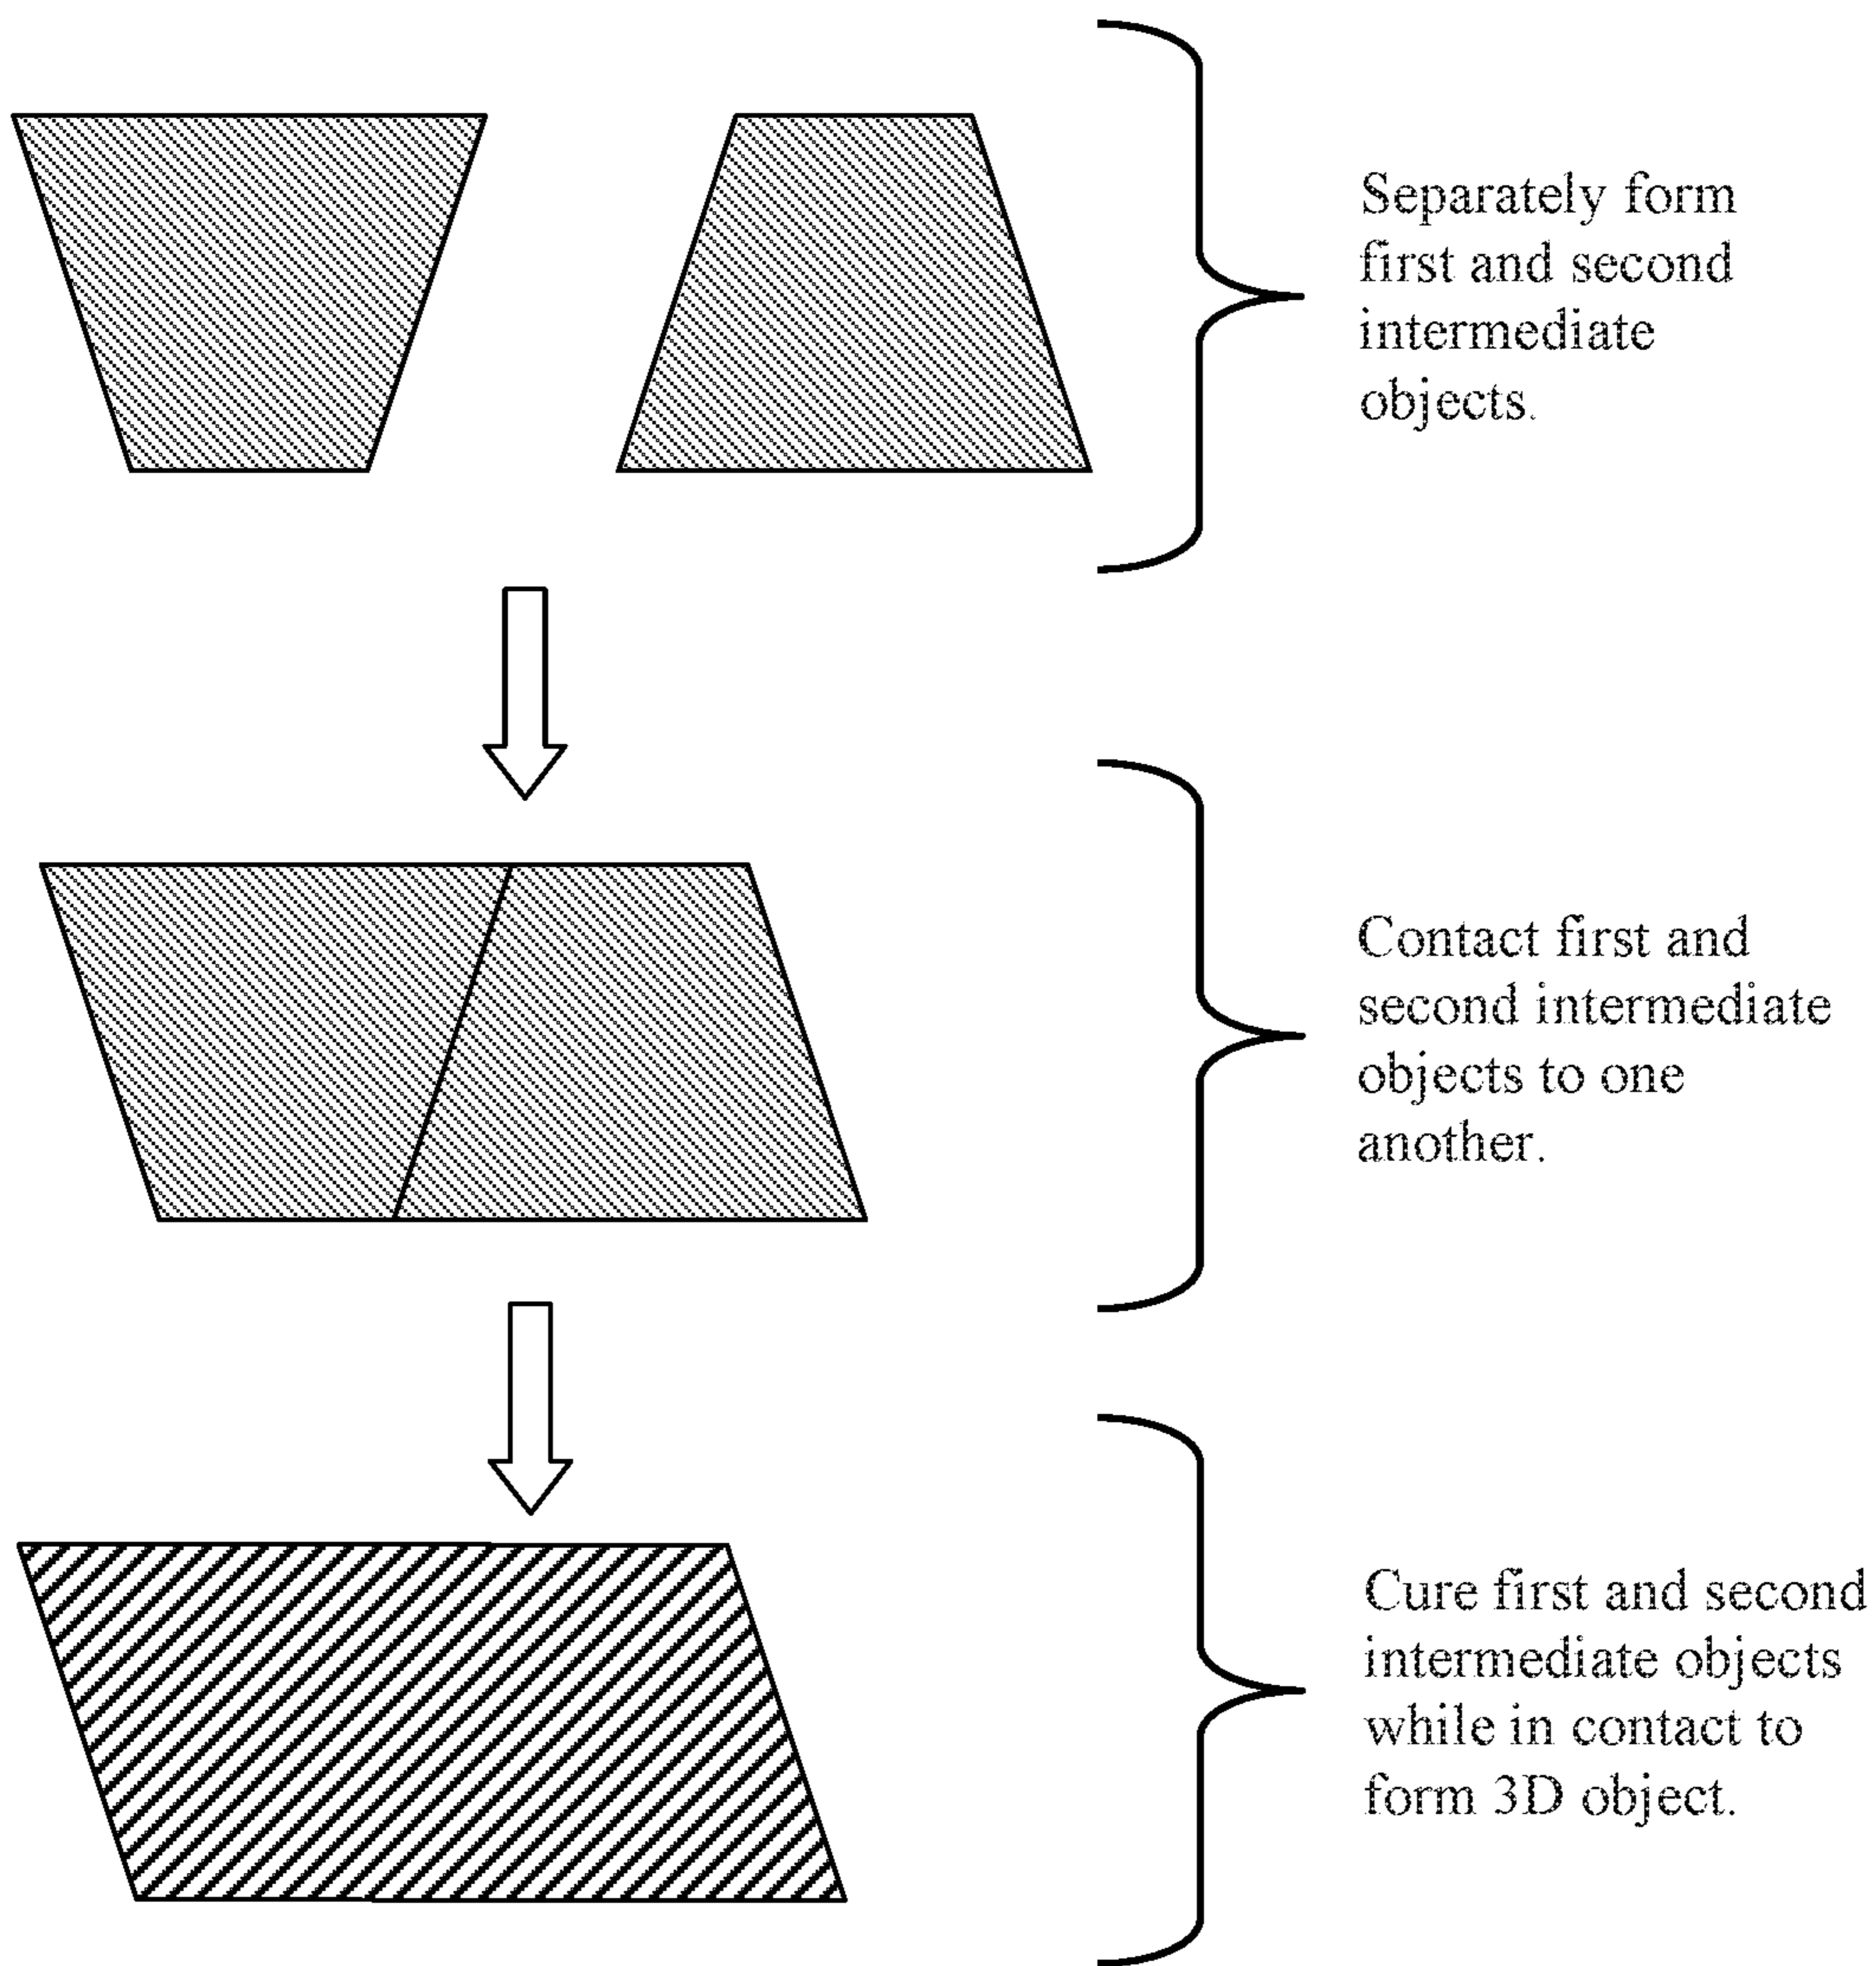 Separately form
first and second
intermediate
objects.
Contact first and
second intermediate
objects to one
another.
Cure first and second
intermediate objects
while in contact to
form 3D object.